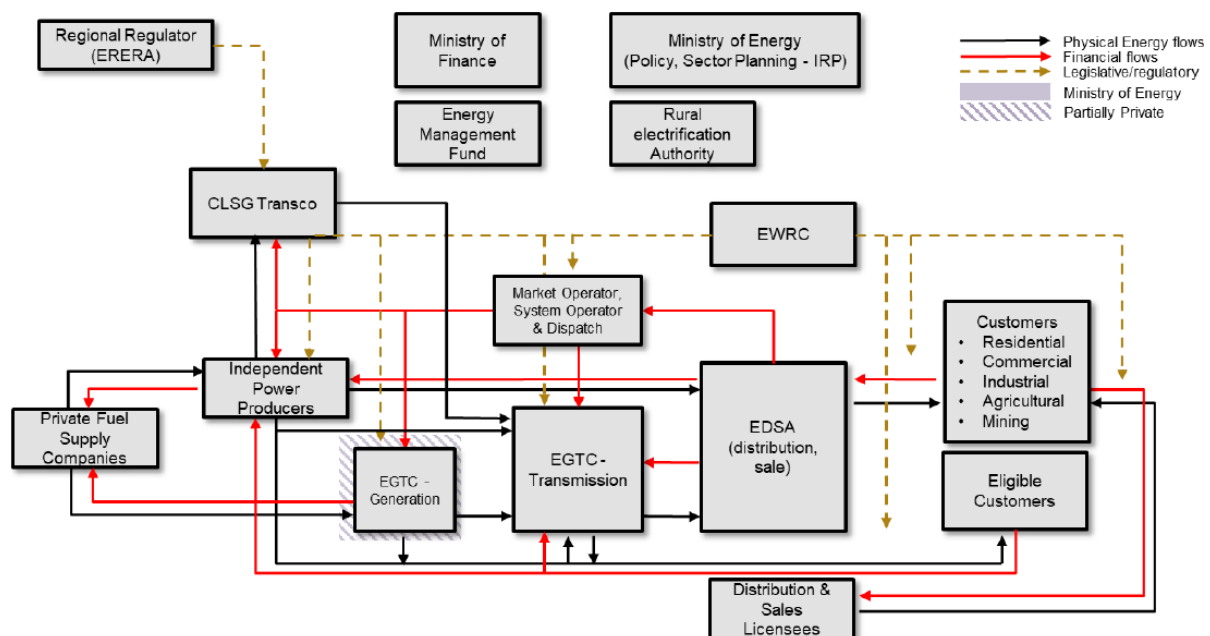 Regional Regulator
(ERERA)
Ministry of
Finance
Ministry of Energy
(Policy, Sector Planning - IRP)
Physical Energy flows
Financial flows
Legislative/regulatory
Ministry of Energy
Partially Private
Energy
Management
Fund
Rural
electrification
Authority
CLSG Transco
EWRC
Market Operator,
System Operator
& Dispatch
Customers
• Residential
• Commercial
• Industrial
• Agricultural
• Mining
Independent
Power
Producers
Private Fuel
Supply
Companies
EGTC -
Generation
EGTC -
Transmission
EDSA
(distribution,
sale)
Eligible
Customers
Distribution &
Sales
Licensees